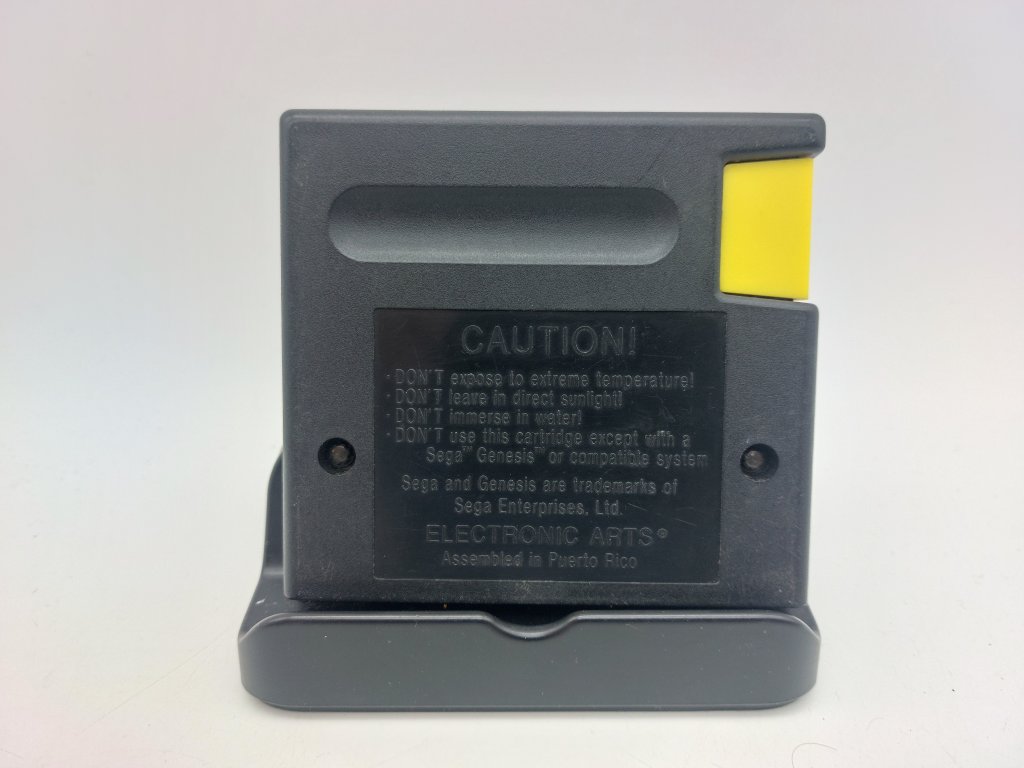 CAUTION!
· DON'T expose to extreme temperature!
· DON'T leave in direct sunlight!
· DON'T immerse in water!
· DON'T use this cartridge except with a
Sega™ Genesis™ or compatible system
Sega and Genesis are trademarks of
Sega Enterprises, Ltd.
ELECTRONIC ARTS®
Assembled in Puerto Rico